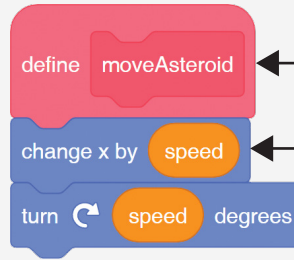 define moveAsteroid
change x by speed
turn speed degrees